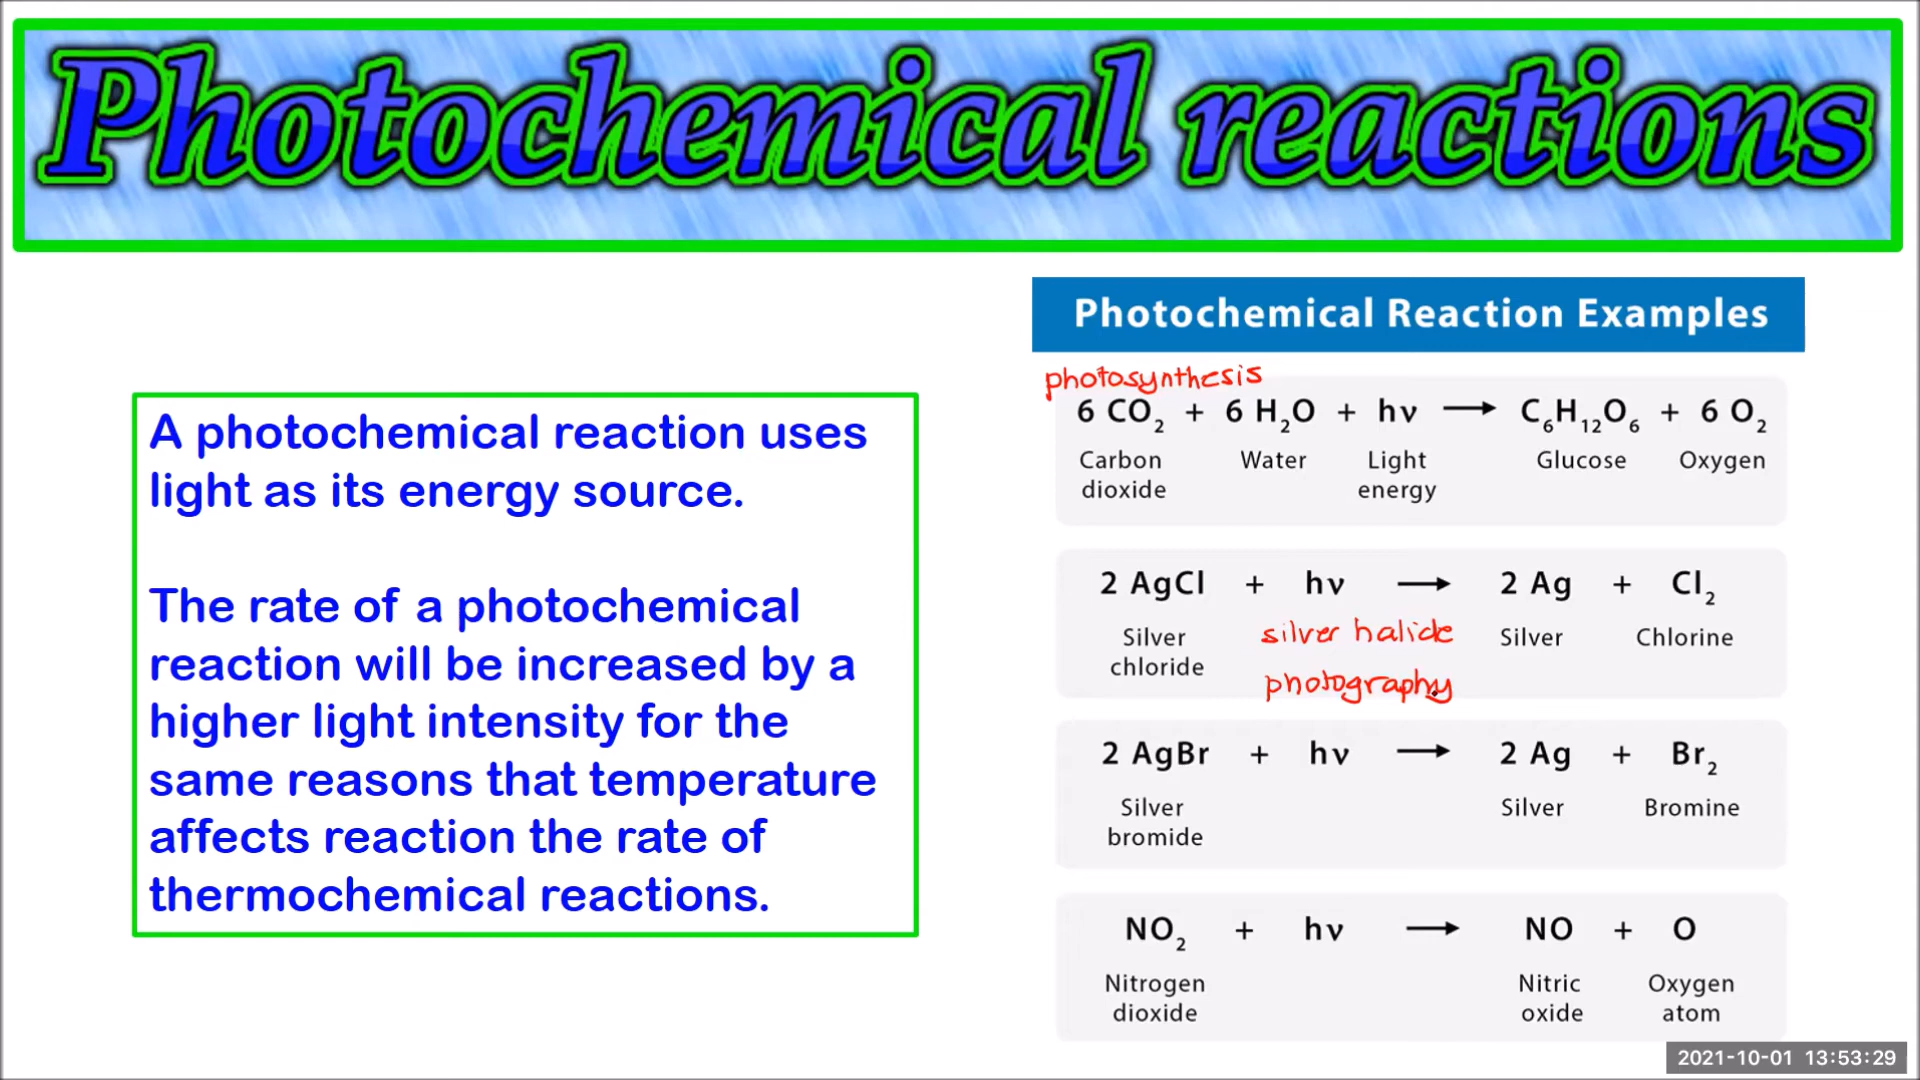 Photochemical reactions
A photochemical reaction uses
light as its energy source.
The rate of a photochemical
reaction will be increased by a
higher light intensity for the
same reasons that temperature
affects reaction the rate of
thermochemical reactions.
Photochemical Reaction Examples
photosynthesis
6 CO₂ + 6 H₂O + hν → C₆H₁₂O₆ + 6 O₂
Carbon dioxide Water Light energy Glucose Oxygen
2 AgCl + hν → 2 Ag + Cl₂
Silver chloride silver halide photography Silver Chlorine
2 AgBr + hν → 2 Ag + Br₂
Silver bromide Silver Bromine
NO₂ + hν → NO + O
Nitrogen dioxide Nitric oxide Oxygen atom
2021-10-01 13:53:29